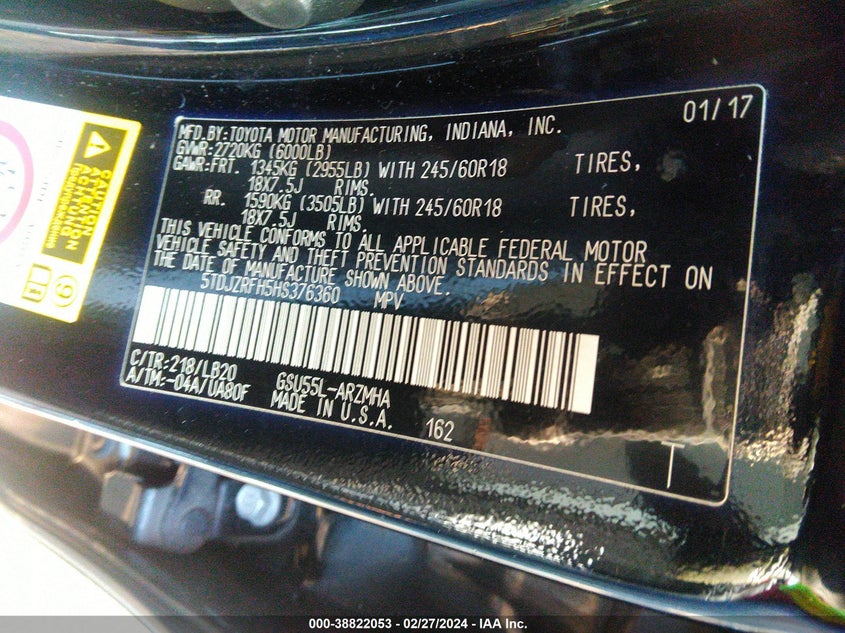 01/17
MFD.BY:TOYOTA MOTOR MANUFACTURING, INDIANA, INC.
GVWR:2720KG (6000LB)
GAWR:FRT. 1345KG (2955LB) WITH 245/60R18 TIRES,
18X7.5J RIMS.
RR. 1590KG (3505LB) WITH 245/60R18 TIRES,
18X7.5J RIMS.
THIS VEHICLE CONFORMS TO ALL APPLICABLE FEDERAL MOTOR
VEHICLE SAFETY AND THEFT PREVENTION STANDARDS IN EFFECT ON
THE DATE OF MANUFACTURE SHOWN ABOVE.
5TDJZRFH5HS376360 MPV
C/TR:218/LB20
A/TM:-04A/UA80F
GSU55L-ARZMHA
MADE IN U.S.A.
162
T
CAUTION
ATTENTION
ACHTUNG
000-38822053 - 02/27/2024 - IAA Inc.